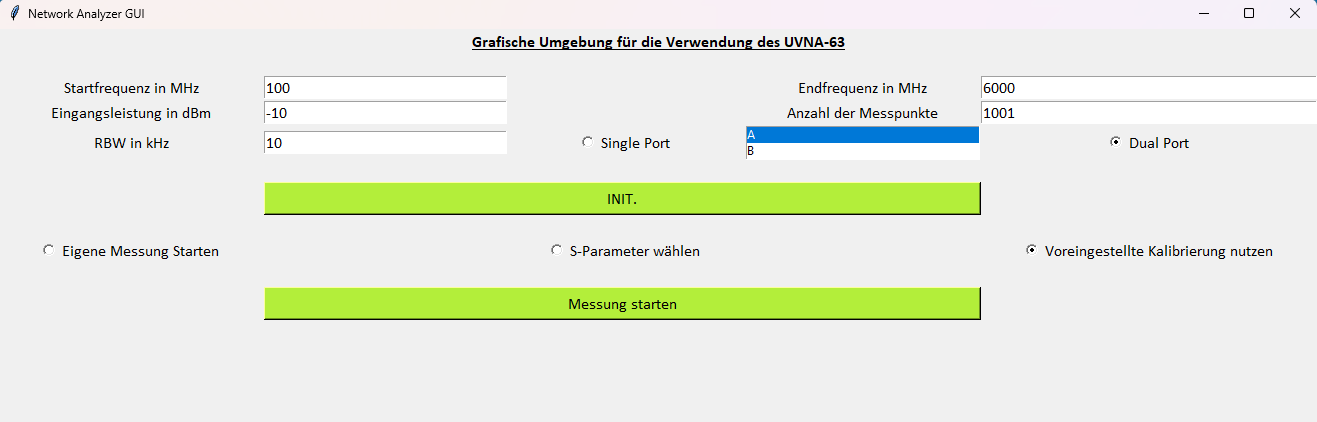 Network Analyzer GUI
Grafische Umgebung für die Verwendung des UVNA-63
Startfrequenz in MHz 100 Endfrequenz in MHz 6000
Eingangsleistung in dBm -10 Anzahl der Messpunkte 1001
RBW in kHz 10 Single Port A Dual Port
B
INIT.
Eigene Messung Starten S-Parameter wählen Voreingestellte Kalibrierung nutzen
Messung starten